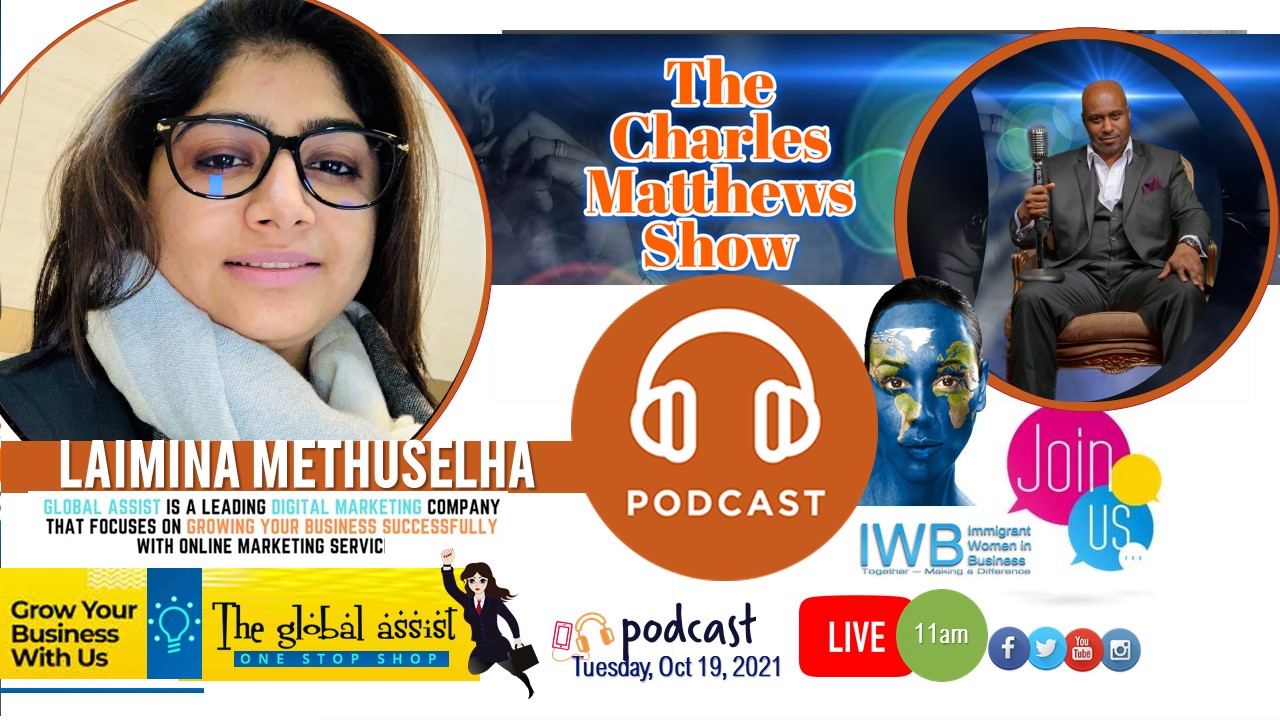 The
Charles
Matthews
Show
LAIMINA METHUSELHA
GLOBAL ASSIST IS A LEADING DIGITAL MARKETING COMPANY
THAT FOCUSES ON GROWING YOUR BUSINESS SUCCESSFULLY
WITH ONLINE MARKETING SERVIC
PODCAST
IWB Immigrant
Women in
Business
Together — Making a Difference
Join
US
...
Grow Your
Business
With Us
The global assist
ONE STOP SHOP
podcast
Tuesday, Oct 19, 2021
LIVE
11am
You
Tube